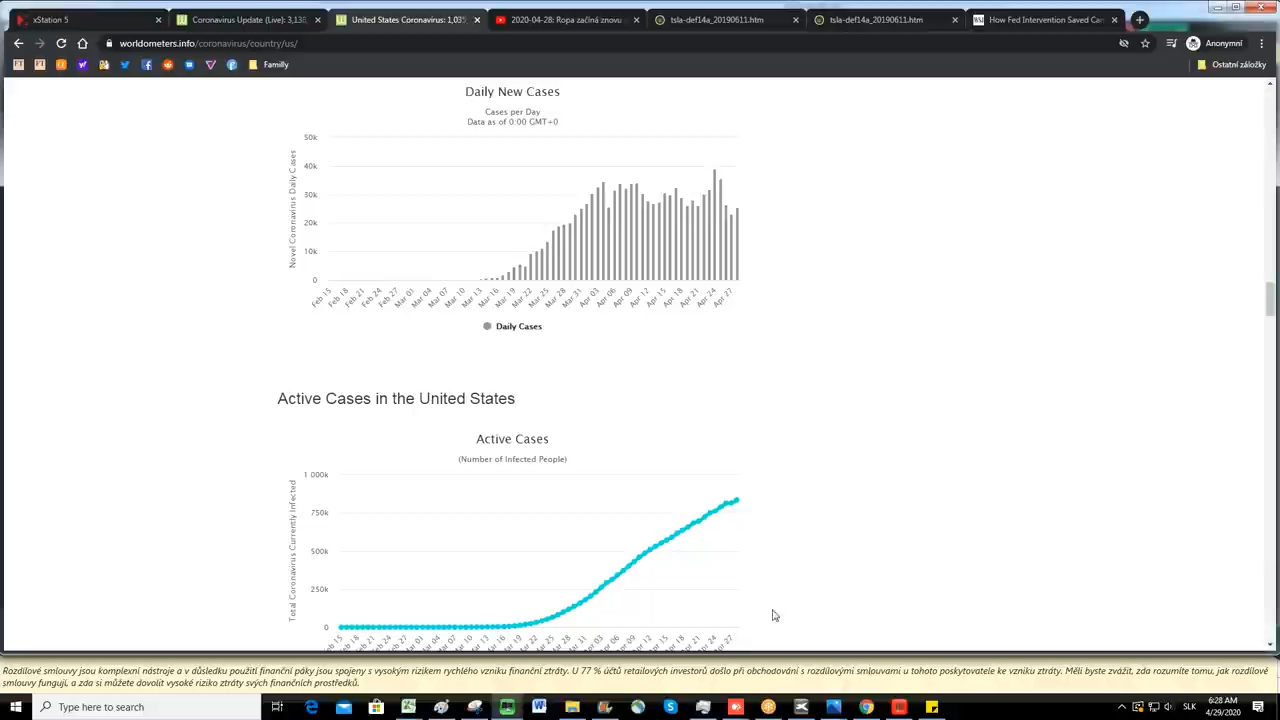 xStation 5
Coronavirus Update (Live): 3,138,
United States Coronavirus: 1,035,
2020-04-28: Ropa začíná znovu
tsla-def14a_20190611.htm
tsla-def14a_20190611.htm
WSJ
How Fed Intervention Saved Car
worldometers.info/coronavirus/country/us/
Anonymní
Familly
Ostatní záložky
Daily New Cases
Cases per Day
Data as of 0:00 GMT+0
Novel Coronavirus Daily Cases
50k
40k
30k
20k
10k
0
Feb 15
Feb 18
Feb 21
Feb 24
Feb 27
Mar 01
Mar 04
Mar 07
Mar 10
Mar 13
Mar 16
Mar 19
Mar 22
Mar 25
Mar 28
Mar 31
Apr 03
Apr 06
Apr 09
Apr 12
Apr 15
Apr 18
Apr 21
Apr 24
Apr 27
Daily Cases
Active Cases in the United States
Active Cases
(Number of Infected People)
Total Coronavirus Currently Infected
1 000k
750k
500k
250k
0
Rozdílové smlouvy jsou komplexní nástroje a v důsledku použití finanční páky jsou spojeny s vysokým rizikem rychlého vzniku finanční ztráty. U 77 % účtů retailových investorů došlo při obchodování s rozdílovými smlouvami u tohoto poskytovatele ke vzniku ztráty. Měli byste zvážit, zda rozumíte tomu, jak rozdílové
smlouvy fungují, a zda si můžete dovolit vysoké riziko ztráty svých finančních prostředků.
Type here to search
SLK
6:28 AM
4/29/2020